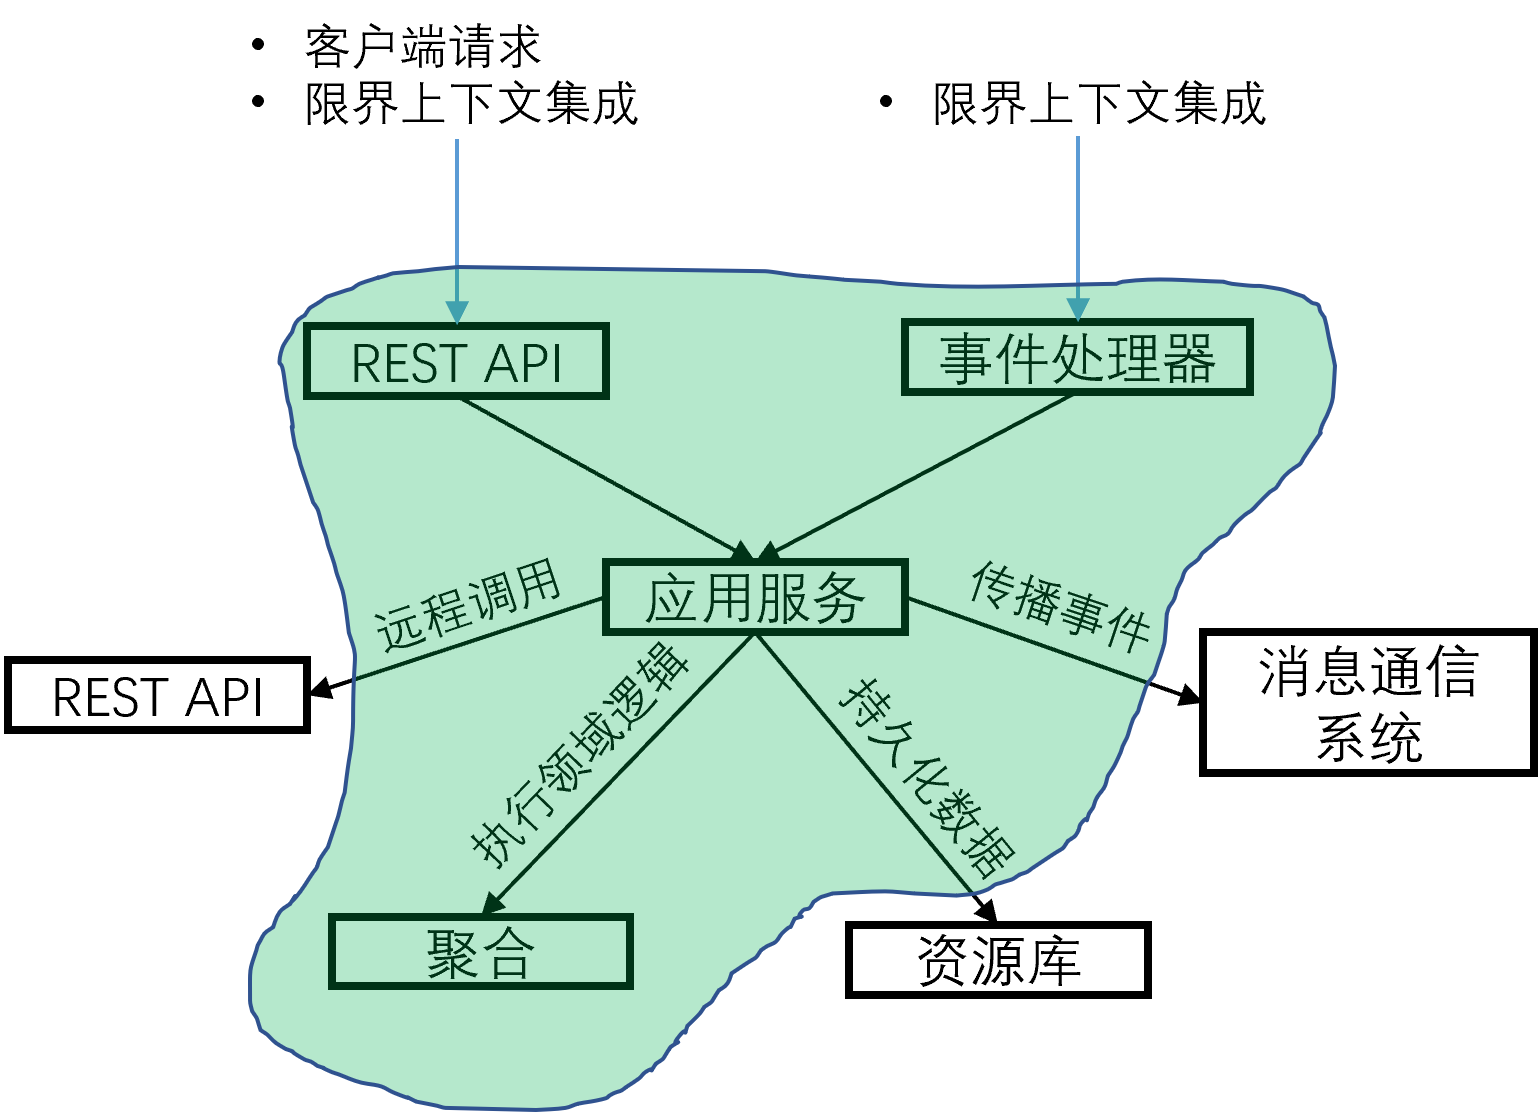 • 客户端请求
• 限界上下文集成
• 限界上下文集成
REST API
事件处理器
应用服务
远程调用
传播事件
REST API
消息通信
系统
执行领域逻辑
持久化数据
聚合
资源库